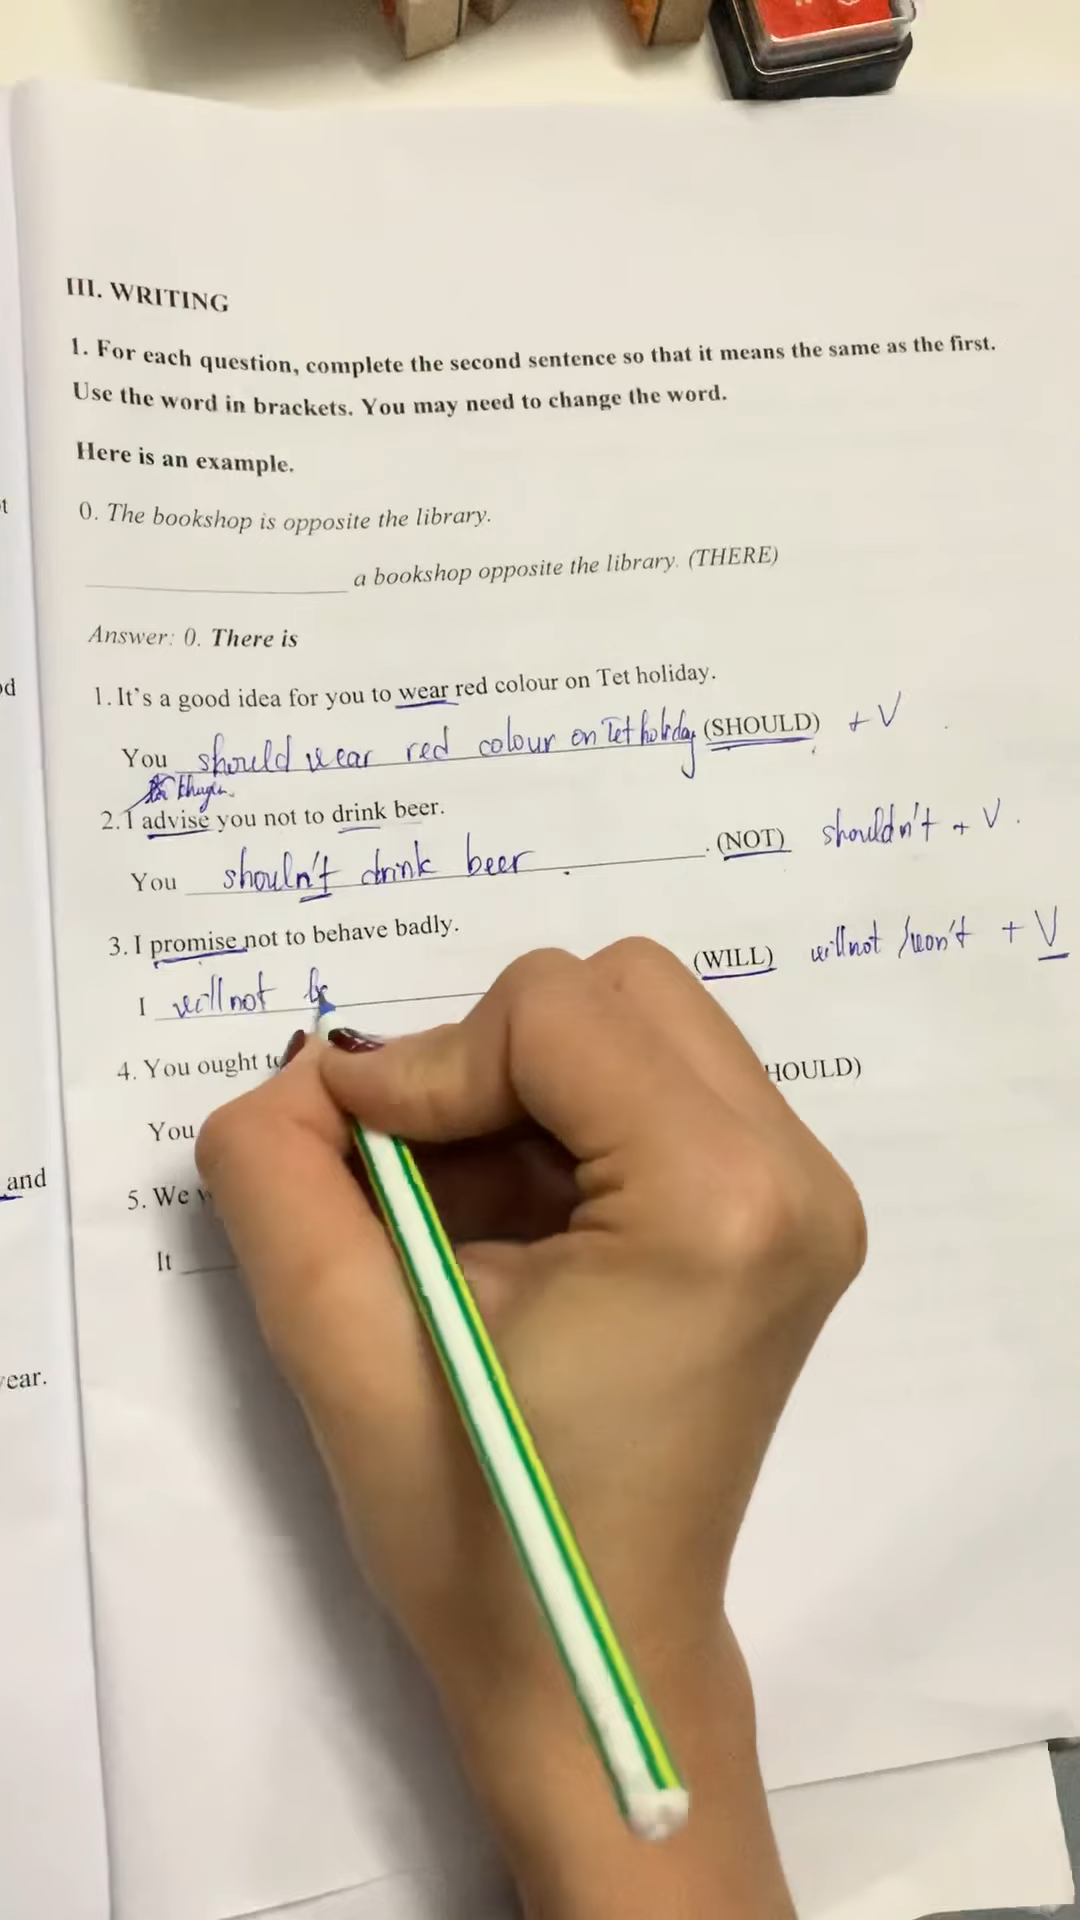 III. WRITING
1. For each question, complete the second sentence so that it means the same as the first.
Use the word in brackets. You may need to change the word.
Here is an example.
0. The bookshop is opposite the library.
____________ a bookshop opposite the library. (THERE)
Answer: 0. There is
1. It's a good idea for you to wear red colour on Tet holiday.
You should wear red colour on Tet holiday (SHOULD) + V
khuyên.
2. I advise you not to drink beer.
You shouln't drink beer. (NOT) shouldn't + V.
3. I promise not to behave badly.
I will not be (WILL) will not / won't + V
4. You ought to HOULD)
You
5. We
It
and
ear.